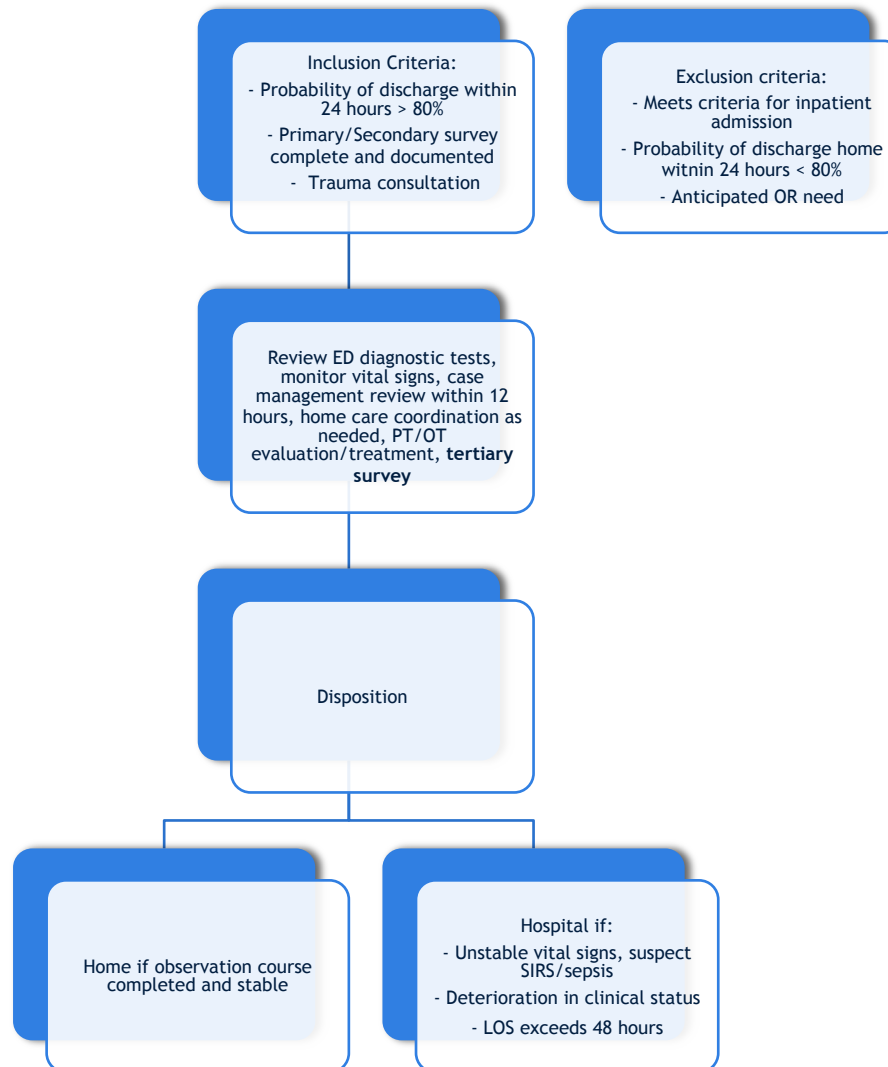 Inclusion Criteria:
- Probability of discharge within
24 hours > 80%
- Primary/Secondary survey
complete and documented
- Trauma consultation
Exclusion criteria:
- Meets criteria for inpatient
admission
- Probability of discharge home
witnin 24 hours < 80%
- Anticipated OR need
Review ED diagnostic tests,
monitor vital signs, case
management review within 12
hours, home care coordination as
needed, PT/OT
evaluation/treatment, tertiary
survey
Disposition
Home if observation course
completed and stable
Hospital if:
- Unstable vital signs, suspect
SIRS/sepsis
- Deterioration in clinical status
- LOS exceeds 48 hours